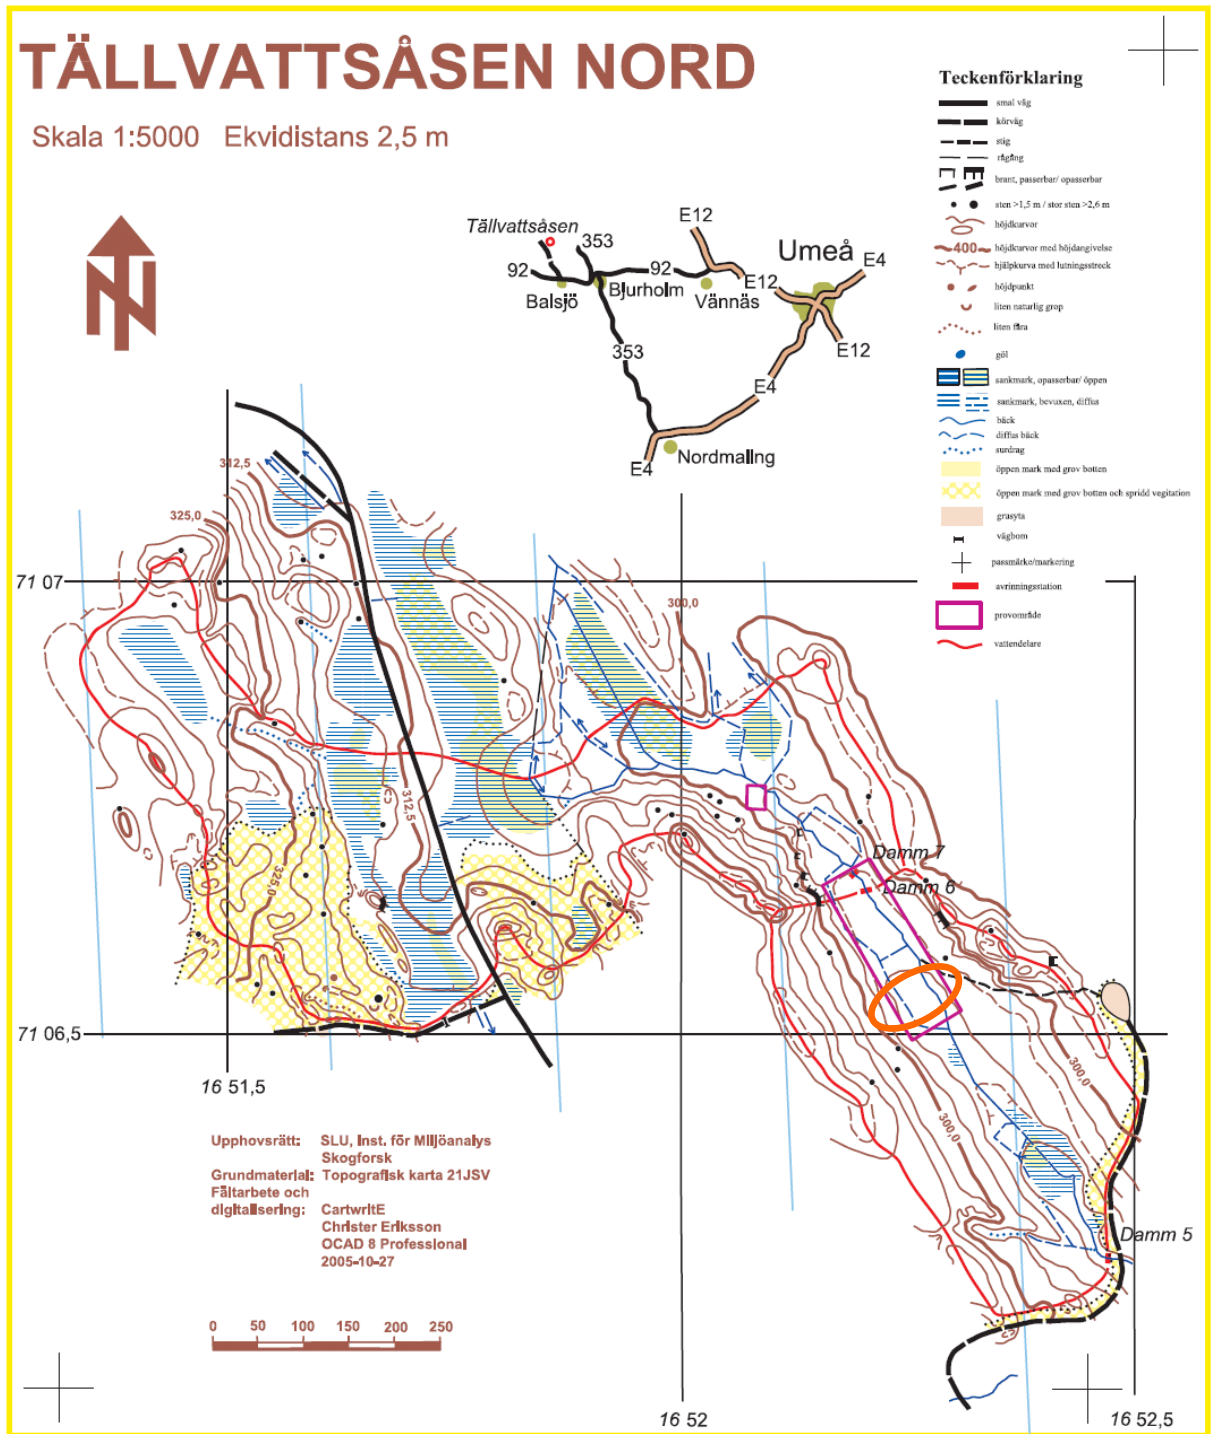 TÄLLVATTSÅSEN NORD
Skala 1:5000 Ekvidistans 2,5 m
Teckenförklaring
smal väg
körväg
stig
rågång
brant, passerbar/ opasserbar
sten >1,5 m / stor sten >2,6 m
höjdkurvor
400 höjdkurvor med höjdangivelse
hjälpkurva med lutningsstreck
höjdpunkt
liten naturlig grop
liten fåra
göl
sankmark, opasserbar/ öppen
sankmark, bevuxen, diffus
bäck
diffus bäck
surdrag
öppen mark med grov botten
öppen mark med grov botten och spridd vegitation
grusyta
vägbom
passmärke/markering
avrinningsstation
provområde
vattendelare
Tällvattsåsen
353
E12
Umeå
E4
92
92
E12
Balsjö
Bjurholm
Vännäs
353
E12
E4
E4
Nordmaling
312,5
325,0
71 07
300,0
312,5
325,0
Damm 7
Damm 6
71 06,5
300,0
300,0
16 51,5
Damm 5
Upphovsrätt: SLU, Inst. för Miljöanalys
Skogforsk
Grundmaterial: Topografisk karta 21JSV
Fältarbete och
digitalisering: CartwritE
Christer Eriksson
OCAD 8 Professional
2005-10-27
0 50 100 150 200 250
16 52
16 52,5